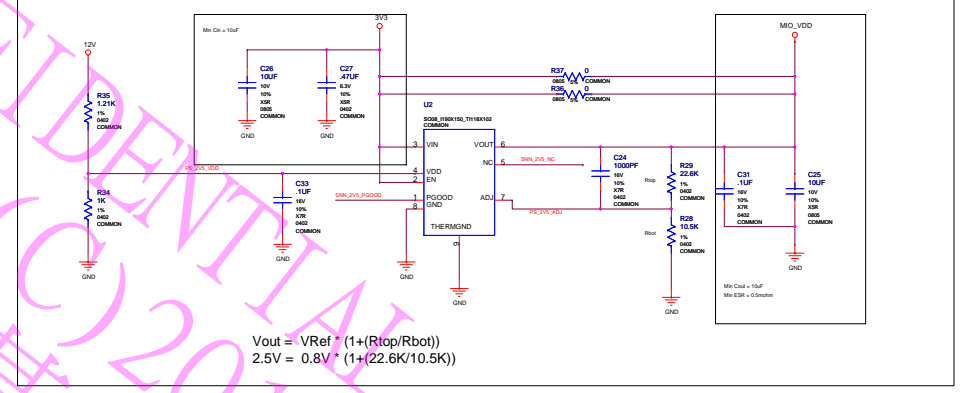 3V3
Min Cin = 10uF
MIO_VDD
12V
C26
10UF
10V
10%
X5R
0805
COMMON
C27
.47UF
6.3V
10%
X5R
0402
COMMON
R37 0
0805 5% COMMON
R36 0
0805 5% COMMON
R35
1.21K
1%
0402
COMMON
GND
GND
U2
SO08_I190X150_TI118X102
COMMON
3 VIN
VOUT 6
NC 5
SNN_2V5_NC
PS_2V5_VDD
4 VDD
2 EN
SNN_2V5_PGOOD
1 PGOOD
8 GND
ADJ 7
PS_2V5_ADJ
THERMGND
9
C24
1000PF
16V
10%
X7R
0402
COMMON
Rtop
R29
22.6K
1%
0402
COMMON
C31
.1UF
16V
10%
X7R
0402
COMMON
C25
10UF
10V
10%
X5R
0805
COMMON
R34
1K
1%
0402
COMMON
C33
.1UF
16V
10%
X7R
0402
COMMON
Rbot
R28
10.5K
1%
0402
COMMON
GND
GND
GND
GND
GND
Min Cout = 10uF
Min ESR = 0.5mohm
Vout = VRef * (1+(Rtop/Rbot))
2.5V = 0.8V * (1+(22.6K/10.5K))